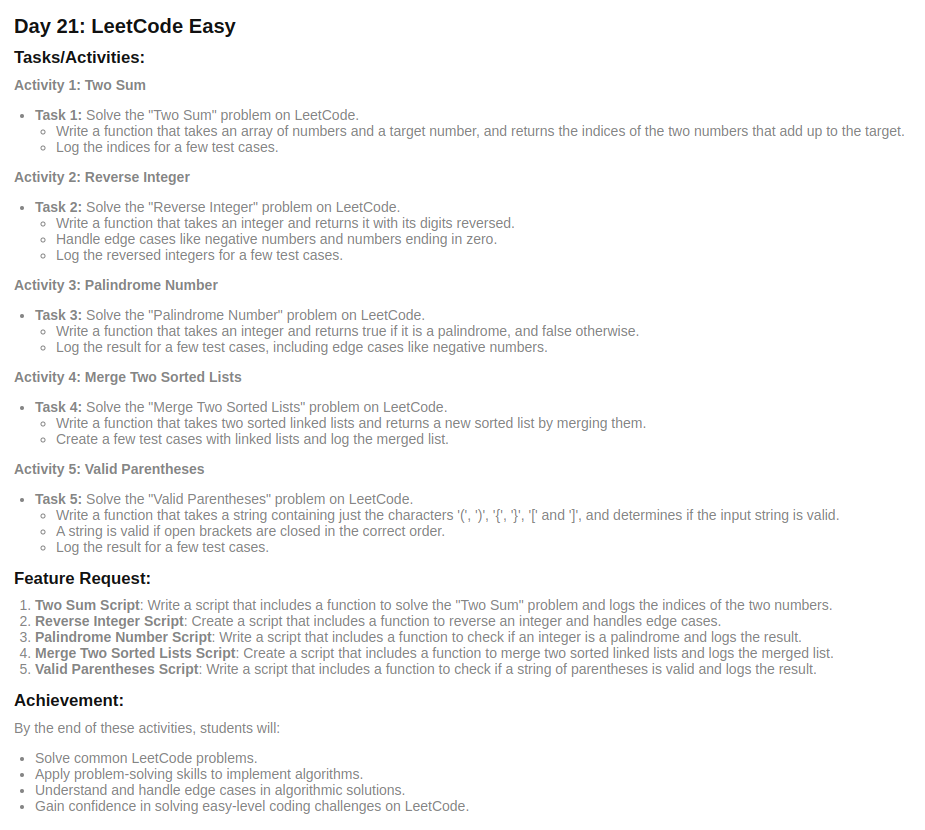 Day 21: LeetCode Easy
Tasks/Activities:
Activity 1: Two Sum
Task 1: Solve the "Two Sum" problem on LeetCode.
Write a function that takes an array of numbers and a target number, and returns the indices of the two numbers that add up to the target.
Log the indices for a few test cases.
Activity 2: Reverse Integer
Task 2: Solve the "Reverse Integer" problem on LeetCode.
Write a function that takes an integer and returns it with its digits reversed.
Handle edge cases like negative numbers and numbers ending in zero.
Log the reversed integers for a few test cases.
Activity 3: Palindrome Number
Task 3: Solve the "Palindrome Number" problem on LeetCode.
Write a function that takes an integer and returns true if it is a palindrome, and false otherwise.
Log the result for a few test cases, including edge cases like negative numbers.
Activity 4: Merge Two Sorted Lists
Task 4: Solve the "Merge Two Sorted Lists" problem on LeetCode.
Write a function that takes two sorted linked lists and returns a new sorted list by merging them.
Create a few test cases with linked lists and log the merged list.
Activity 5: Valid Parentheses
Task 5: Solve the "Valid Parentheses" problem on LeetCode.
Write a function that takes a string containing just the characters '(', ')', '{', '}', '[' and ']', and determines if the input string is valid.
A string is valid if open brackets are closed in the correct order.
Log the result for a few test cases.
Feature Request:
1. Two Sum Script: Write a script that includes a function to solve the "Two Sum" problem and logs the indices of the two numbers.
2. Reverse Integer Script: Create a script that includes a function to reverse an integer and handles edge cases.
3. Palindrome Number Script: Write a script that includes a function to check if an integer is a palindrome and logs the result.
4. Merge Two Sorted Lists Script: Create a script that includes a function to merge two sorted linked lists and logs the merged list.
5. Valid Parentheses Script: Write a script that includes a function to check if a string of parentheses is valid and logs the result.
Achievement:
By the end of these activities, students will:
Solve common LeetCode problems.
Apply problem-solving skills to implement algorithms.
Understand and handle edge cases in algorithmic solutions.
Gain confidence in solving easy-level coding challenges on LeetCode.